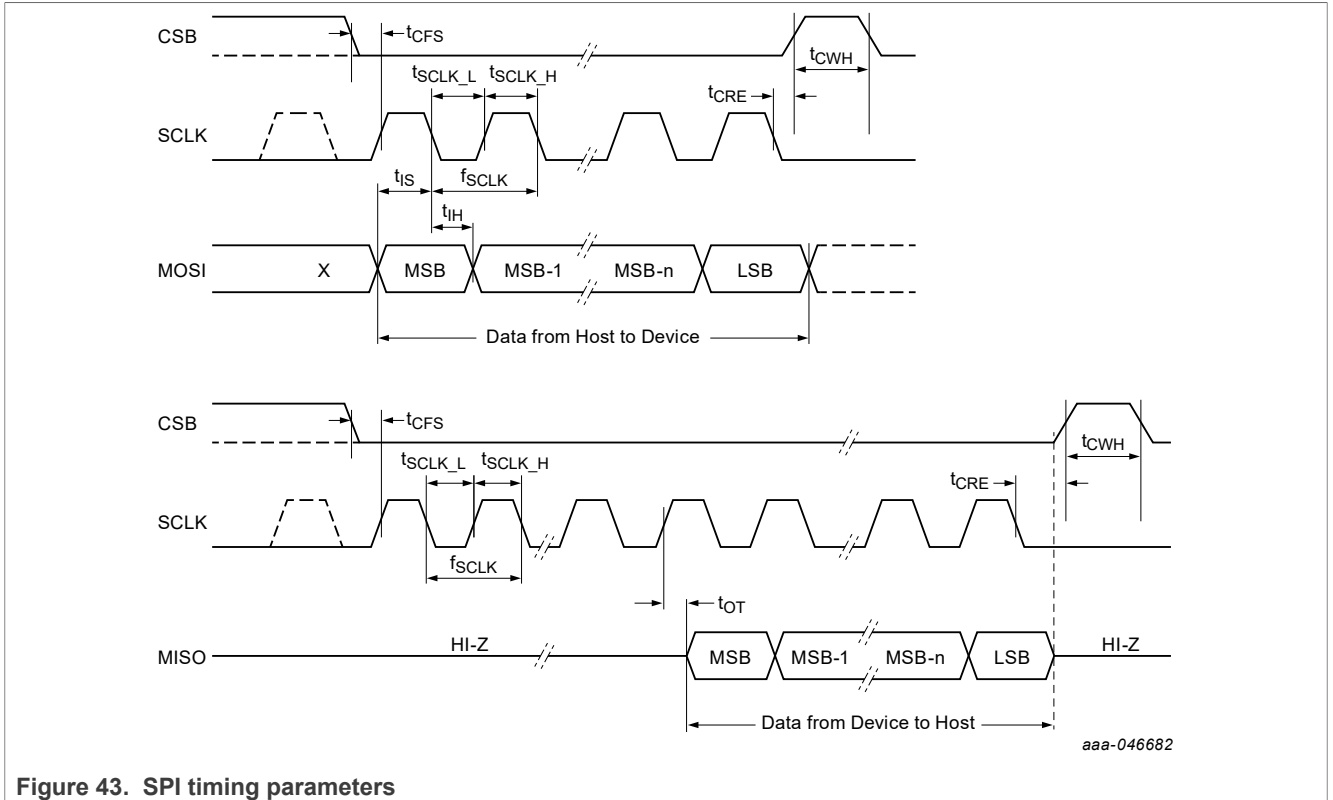 CSB
tCFS
tCWH
tSCLK_L tSCLK_H
tCRE
SCLK
tIS fSCLK
tIH
MOSI X MSB MSB-1 MSB-n LSB
Data from Host to Device
CSB
tCFS
tCWH
tSCLK_L tSCLK_H
tCRE
SCLK
fSCLK
tOT
MISO HI-Z MSB MSB-1 MSB-n LSB HI-Z
Data from Device to Host
aaa-046682
Figure 43. SPI timing parameters